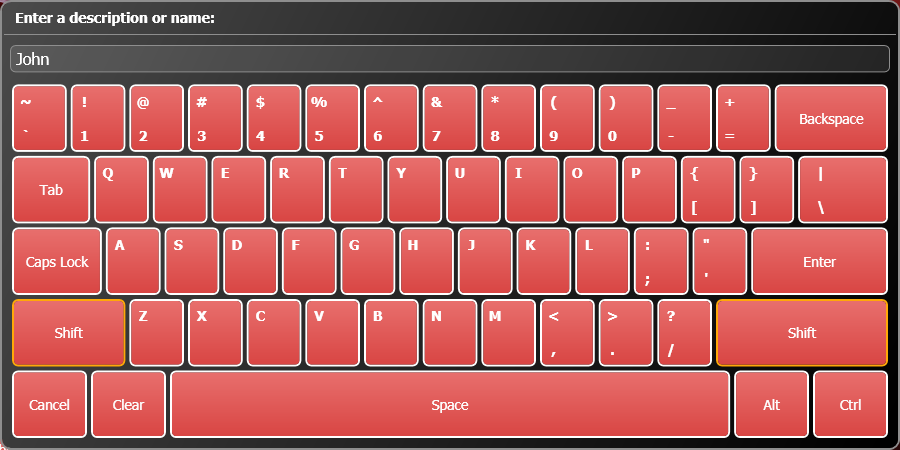 Enter a description or name:
John
~ ! @ # $ % ^ & * ( ) _ +
` 1 2 3 4 5 6 7 8 9 0 - = Backspace
Tab Q W E R T Y U I O P { } |
[ ] \
Caps Lock A S D F G H J K L : " Enter
; '
Shift Z X C V B N M < > ? Shift
, . /
Cancel Clear Space Alt Ctrl